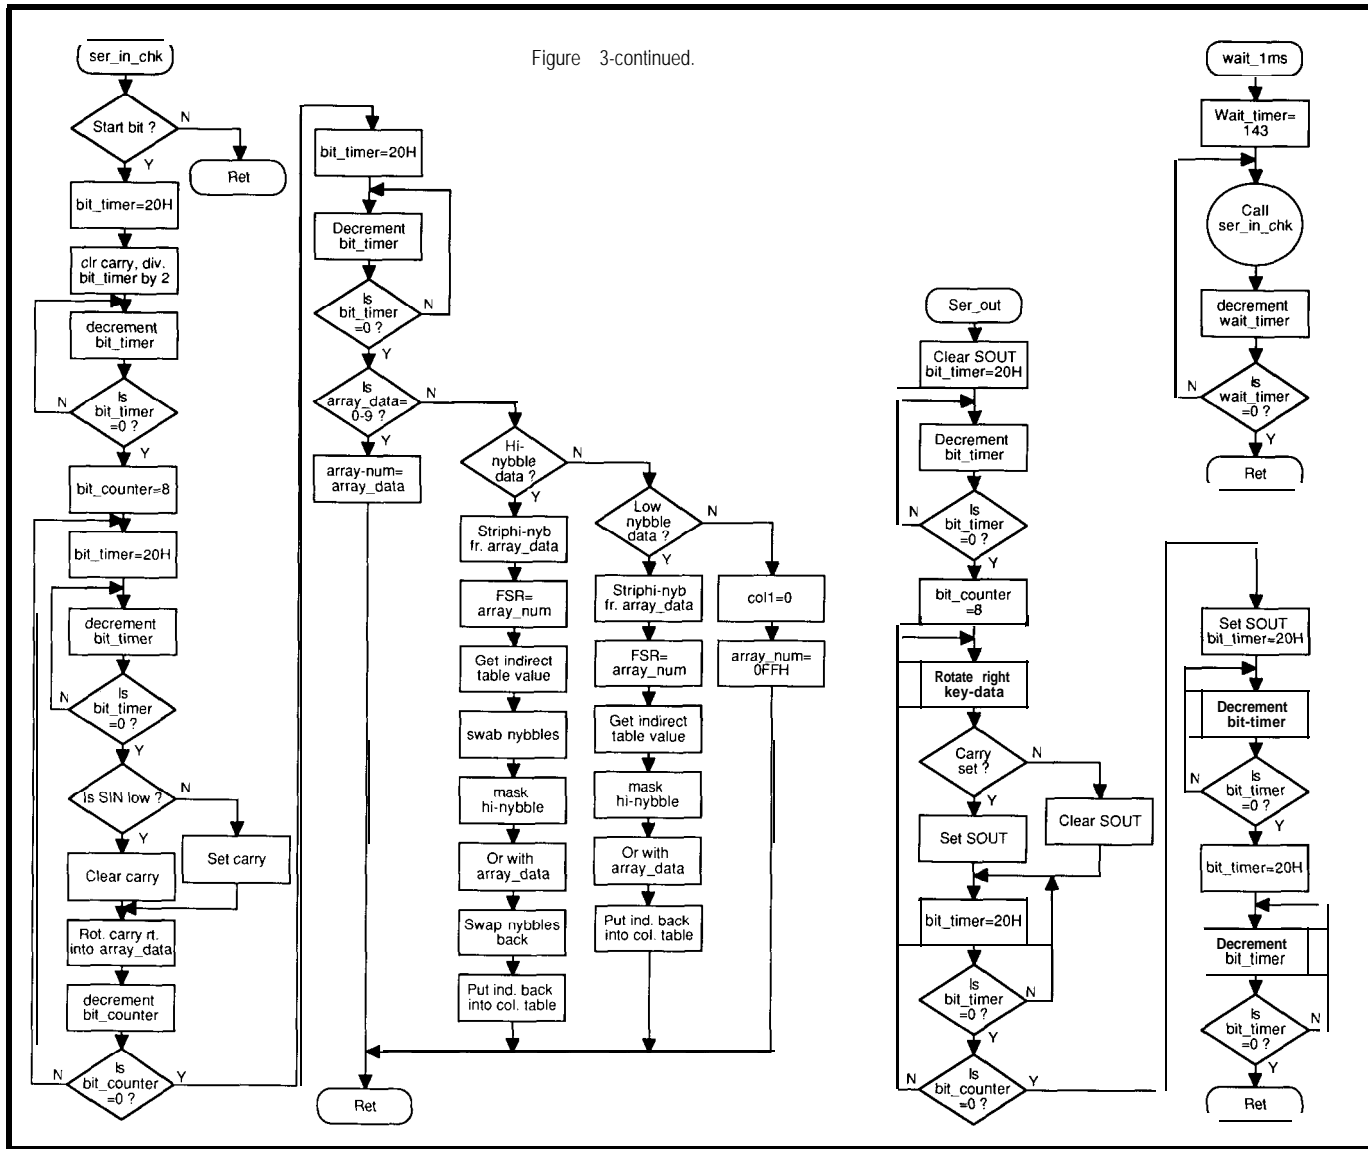 Figure 3-continued.
ser_in_chk
Start bit ?
N
Y
Ret
bit_timer=20H
clr carry, div.
bit_timer by 2
decrement
bit_timer
N
Is
bit_timer
=0 ?
Y
bit_counter=8
bit_timer=20H
decrement
bit_timer
N
Is
bit_timer
=0 ?
Y
Is SIN low ?
N
Y
Set carry
Clear carry
Rot. carry rt.
into array_data
decrement
bit_counter
N
Is
bit_counter
=0 ?
Y
bit_timer=20H
Decrement
bit_timer
Is
bit_timer
=0 ?
N
Y
Is
array_data=
0-9 ?
N
Y
array-num=
array_data
Hi-
nybble
data ?
N
Y
Striphi-nyb
fr. array_data
FSR=
array_num
Get indirect
table value
swab nybbles
mask
hi-nybble
Or with
array_data
Swap nybbles
back
Put ind. back
into col. table
Low
nybble
data ?
N
Y
Striphi-nyb
fr. array_data
FSR=
array_num
Get indirect
table value
mask
hi-nybble
Or with
array_data
Put ind. back
into col. table
col1=0
array_num=
0FFH
Ret
Ser_out
Clear SOUT
bit_timer=20H
Decrement
bit_timer
N
Is
bit_timer
=0 ?
Y
bit_counter
=8
Rotate right
key-data
Carry
set ?
N
Y
Clear SOUT
Set SOUT
bit_timer=20H
Is
bit_timer
=0 ?
N
Y
N
Is
bit_counter
=0 ?
Y
wait_1ms
Wait_timer=
143
Call
ser_in_chk
decrement
wait_timer
N
Is
wait_timer
=0 ?
Y
Ret
Set SOUT
bit_timer=20H
Decrement
bit-timer
N
Is
bit_timer
=0 ?
Y
bit_timer=20H
Decrement
bit_timer
Is
bit_timer
=0 ?
N
Y
Ret